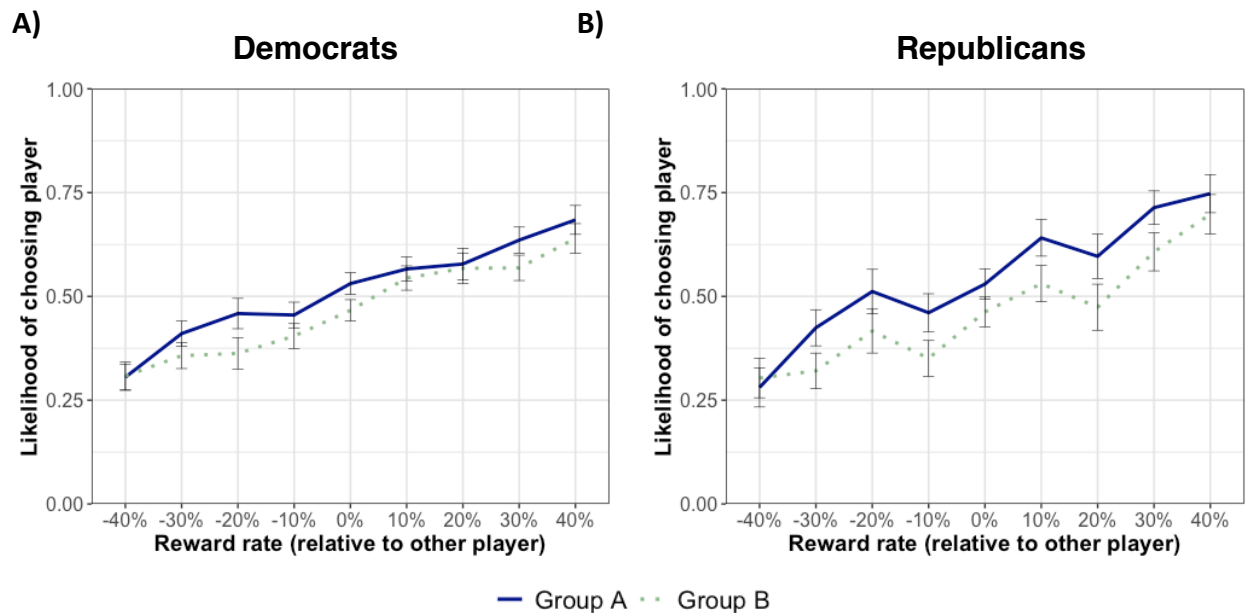 A)
Democrats
Likelihood of choosing player
1.00
0.75
0.50
0.25
0.00
-40% -30% -20% -10% 0% 10% 20% 30% 40%
Reward rate (relative to other player)
B)
Republicans
Likelihood of choosing player
1.00
0.75
0.50
0.25
0.00
-40% -30% -20% -10% 0% 10% 20% 30% 40%
Reward rate (relative to other player)
Group A Group B